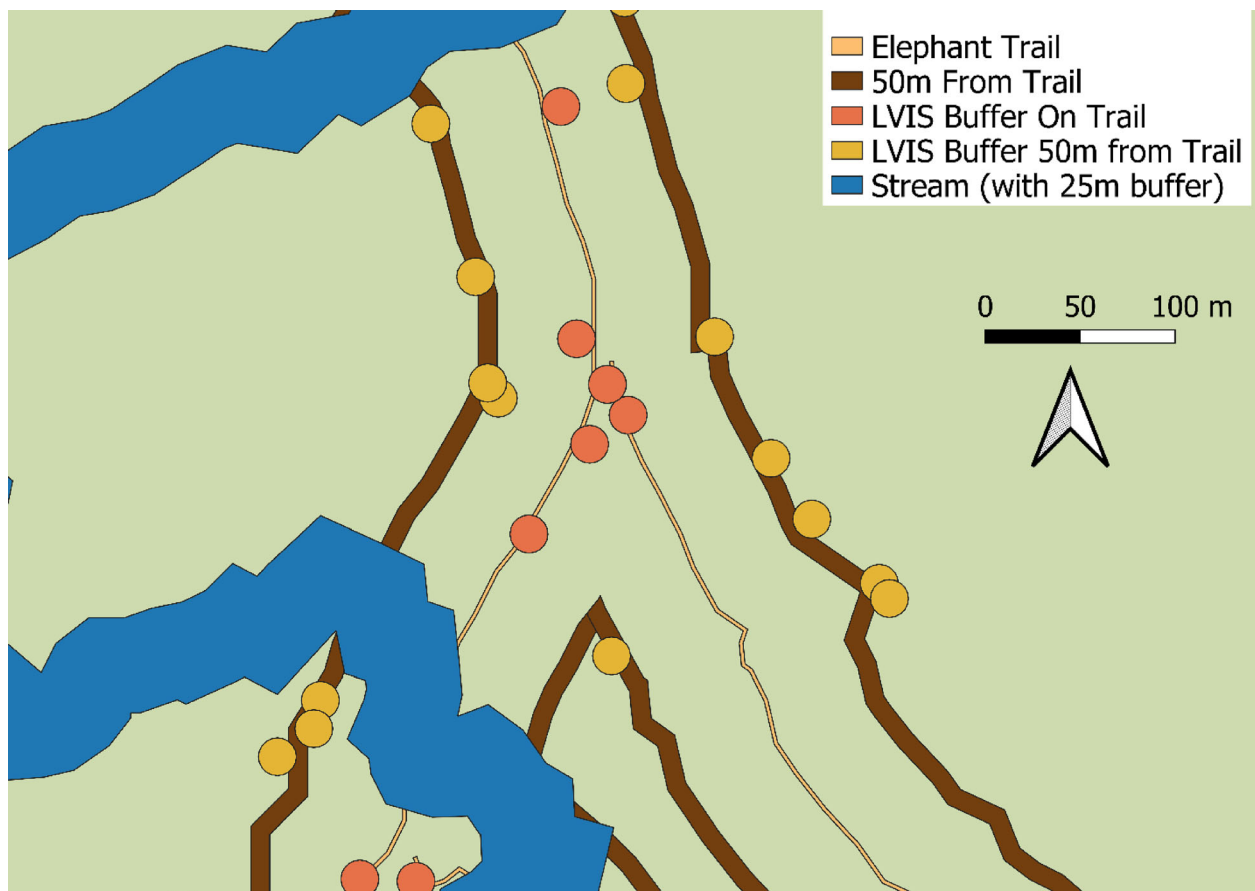 Elephant Trail
50m From Trail
LVIS Buffer On Trail
LVIS Buffer 50m from Trail
Stream (with 25m buffer)
0 50 100 m